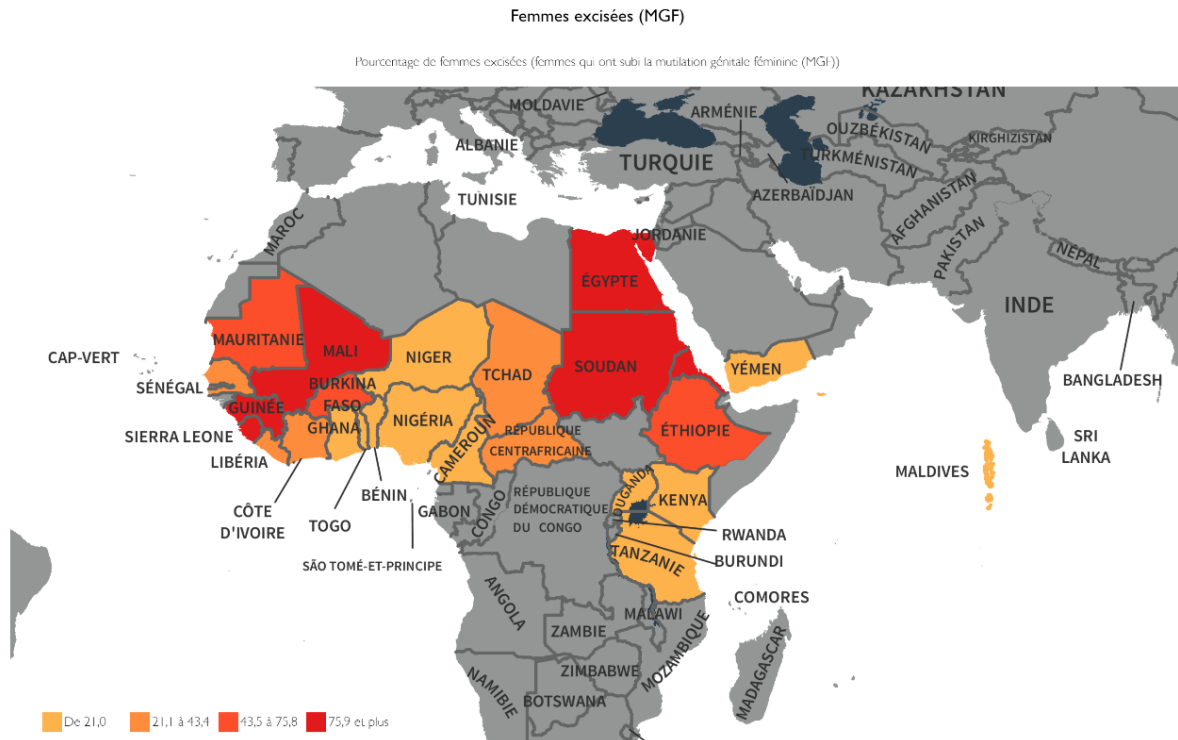 Femmes excisées (MGF)
Pourcentage de femmes excisées (femmes qui ont subi la mutilation génitale féminine (MGF))
KAZAKHSTAN
MOLDAVIE
ARMÉNIE
OUZBÉKISTAN
KIRGHIZISTAN
ALBANIE
TURQUIE
TURKMÉNISTAN
AZERBAÏDJAN
TUNISIE
AFGHANISTAN
MAROC
JORDANIE
PAKISTAN
NÉPAL
ÉGYPTE
INDE
MAURITANIE
MALI
NIGER
CAP-VERT
SOUDAN
YÉMEN
TCHAD
BANGLADESH
SÉNÉGAL
BURKINA
FASO
GUINÉE
GHANA
NIGÉRIA
ÉTHIOPIE
SIERRA LEONE
RÉPUBLIQUE
CENTRAFRICAINE
CAMEROUN
SRI
LANKA
LIBÉRIA
MALDIVES
BÉNIN
OUGANDA
KENYA
RÉPUBLIQUE
DÉMOCRATIQUE
DU CONGO
CÔTE
D'IVOIRE
TOGO
GABON
CONGO
RWANDA
SÃO TOMÉ-ET-PRINCIPE
TANZANIE
BURUNDI
ANGOLA
COMORES
MALAWI
ZAMBIE
MOZAMBIQUE
ZIMBABWE
MADAGASCAR
NAMIBIE
BOTSWANA
De 21,0
21,1 à 43,4
43,5 à 75,8
75,9 et plus